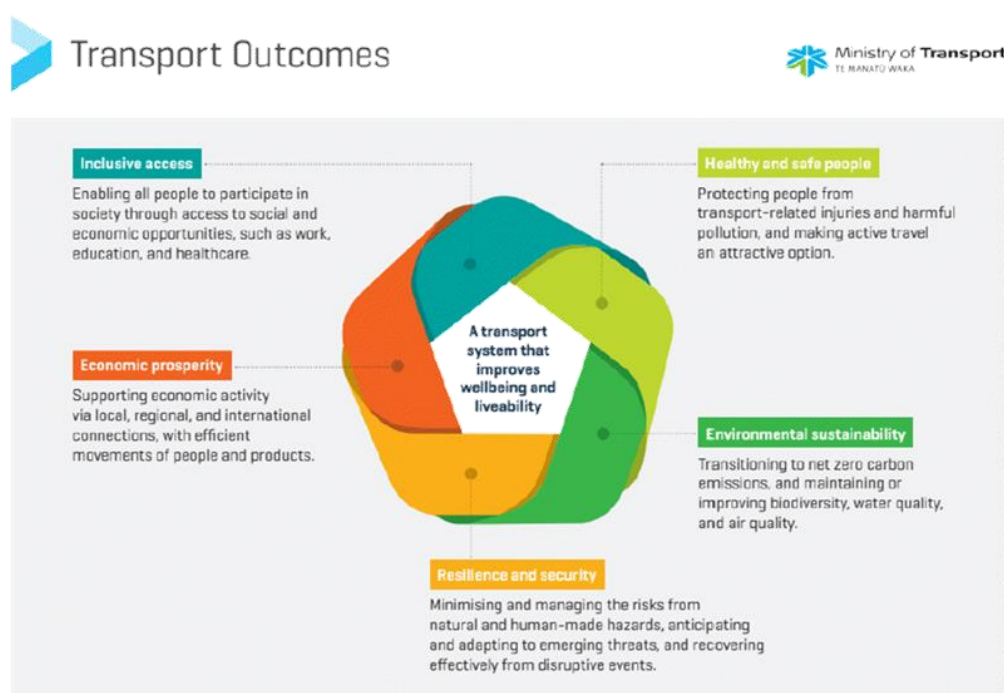 Transport Outcomes
Ministry of Transport
TE MANATŪ WAKA
Inclusive access
Enabling all people to participate in
society through access to social and
economic opportunities, such as work,
education, and healthcare.
Healthy and safe people
Protecting people from
transport-related injuries and harmful
pollution, and making active travel
an attractive option.
A transport
system that
improves
wellbeing and
liveability
Economic prosperity
Supporting economic activity
via local, regional, and international
connections, with efficient
movements of people and products.
Environmental sustainability
Transitioning to net zero carbon
emissions, and maintaining or
improving biodiversity, water quality,
and air quality.
Resilience and security
Minimising and managing the risks from
natural and human-made hazards, anticipating
and adapting to emerging threats, and recovering
effectively from disruptive events.